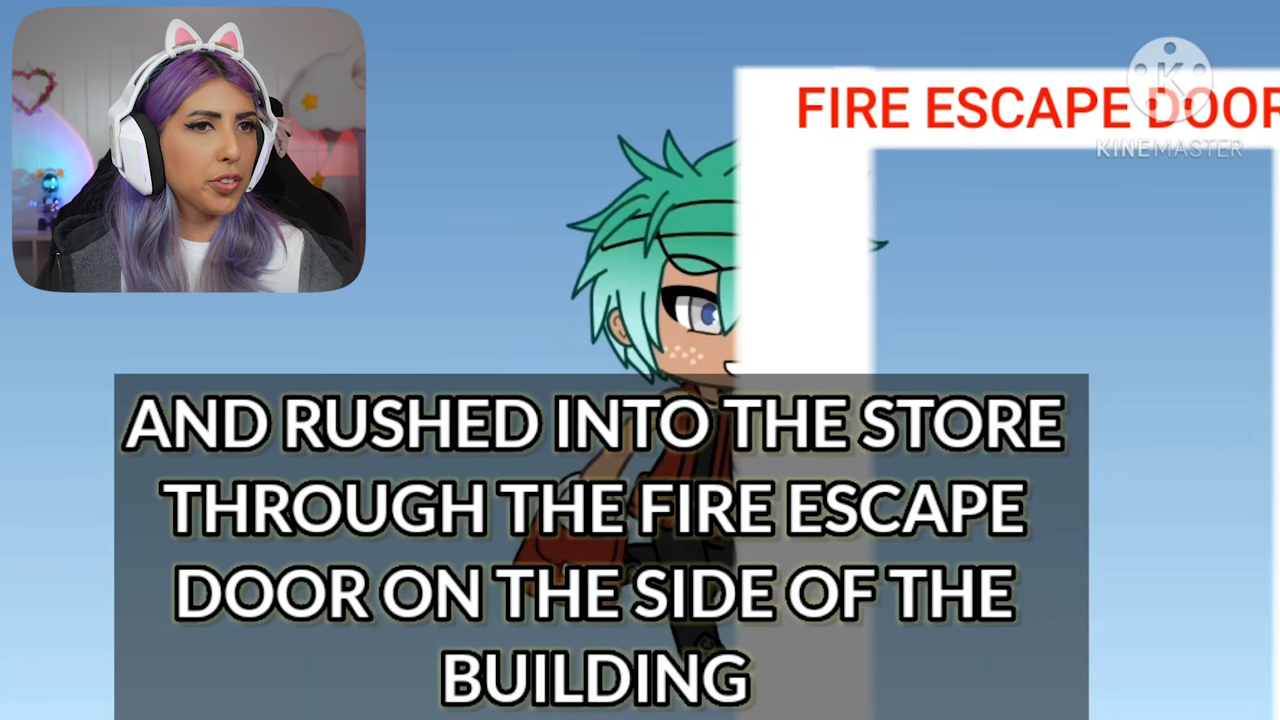 FIRE ESCAPE DOOR
KINEMASTER
AND RUSHED INTO THE STORE
THROUGH THE FIRE ESCAPE
DOOR ON THE SIDE OF THE
BUILDING